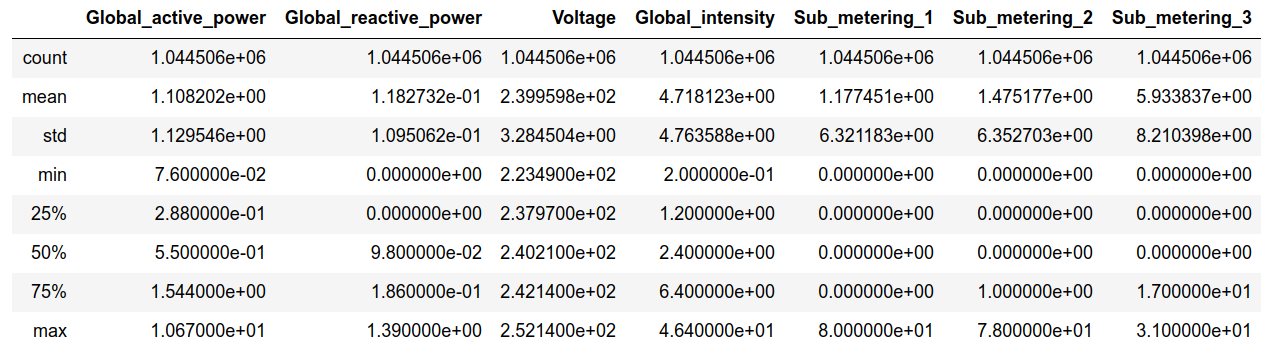 Global_active_power Global_reactive_power Voltage Global_intensity Sub_metering_1 Sub_metering_2 Sub_metering_3
count 1.044506e+06 1.044506e+06 1.044506e+06 1.044506e+06 1.044506e+06 1.044506e+06 1.044506e+06
mean 1.108202e+00 1.182732e-01 2.399598e+02 4.718123e+00 1.177451e+00 1.475177e+00 5.933837e+00
std 1.129546e+00 1.095062e-01 3.284504e+00 4.763588e+00 6.321183e+00 6.352703e+00 8.210398e+00
min 7.600000e-02 0.000000e+00 2.234900e+02 2.000000e-01 0.000000e+00 0.000000e+00 0.000000e+00
25% 2.880000e-01 0.000000e+00 2.379700e+02 1.200000e+00 0.000000e+00 0.000000e+00 0.000000e+00
50% 5.500000e-01 9.800000e-02 2.402100e+02 2.400000e+00 0.000000e+00 0.000000e+00 0.000000e+00
75% 1.544000e+00 1.860000e-01 2.421400e+02 6.400000e+00 0.000000e+00 1.000000e+00 1.700000e+01
max 1.067000e+01 1.390000e+00 2.521400e+02 4.640000e+01 8.000000e+01 7.800000e+01 3.100000e+01